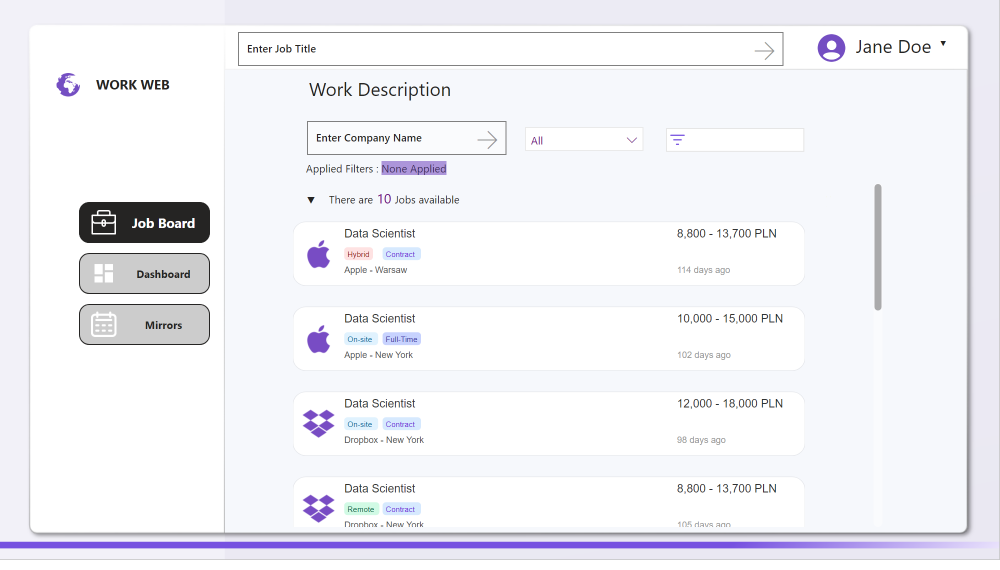 Enter Job Title
Jane Doe
WORK WEB
Work Description
Enter Company Name
All
Applied Filters : None Applied
There are 10 Jobs available
Job Board
Dashboard
Mirrors
Data Scientist
8,800 - 13,700 PLN
Hybrid Contract
Apple - Warsaw
114 days ago
Data Scientist
10,000 - 15,000 PLN
On-site Full-Time
Apple - New York
102 days ago
Data Scientist
12,000 - 18,000 PLN
On-site Contract
Dropbox - New York
98 days ago
Data Scientist
8,800 - 13,700 PLN
Remote Contract
Dropbox - New York
105 days ago